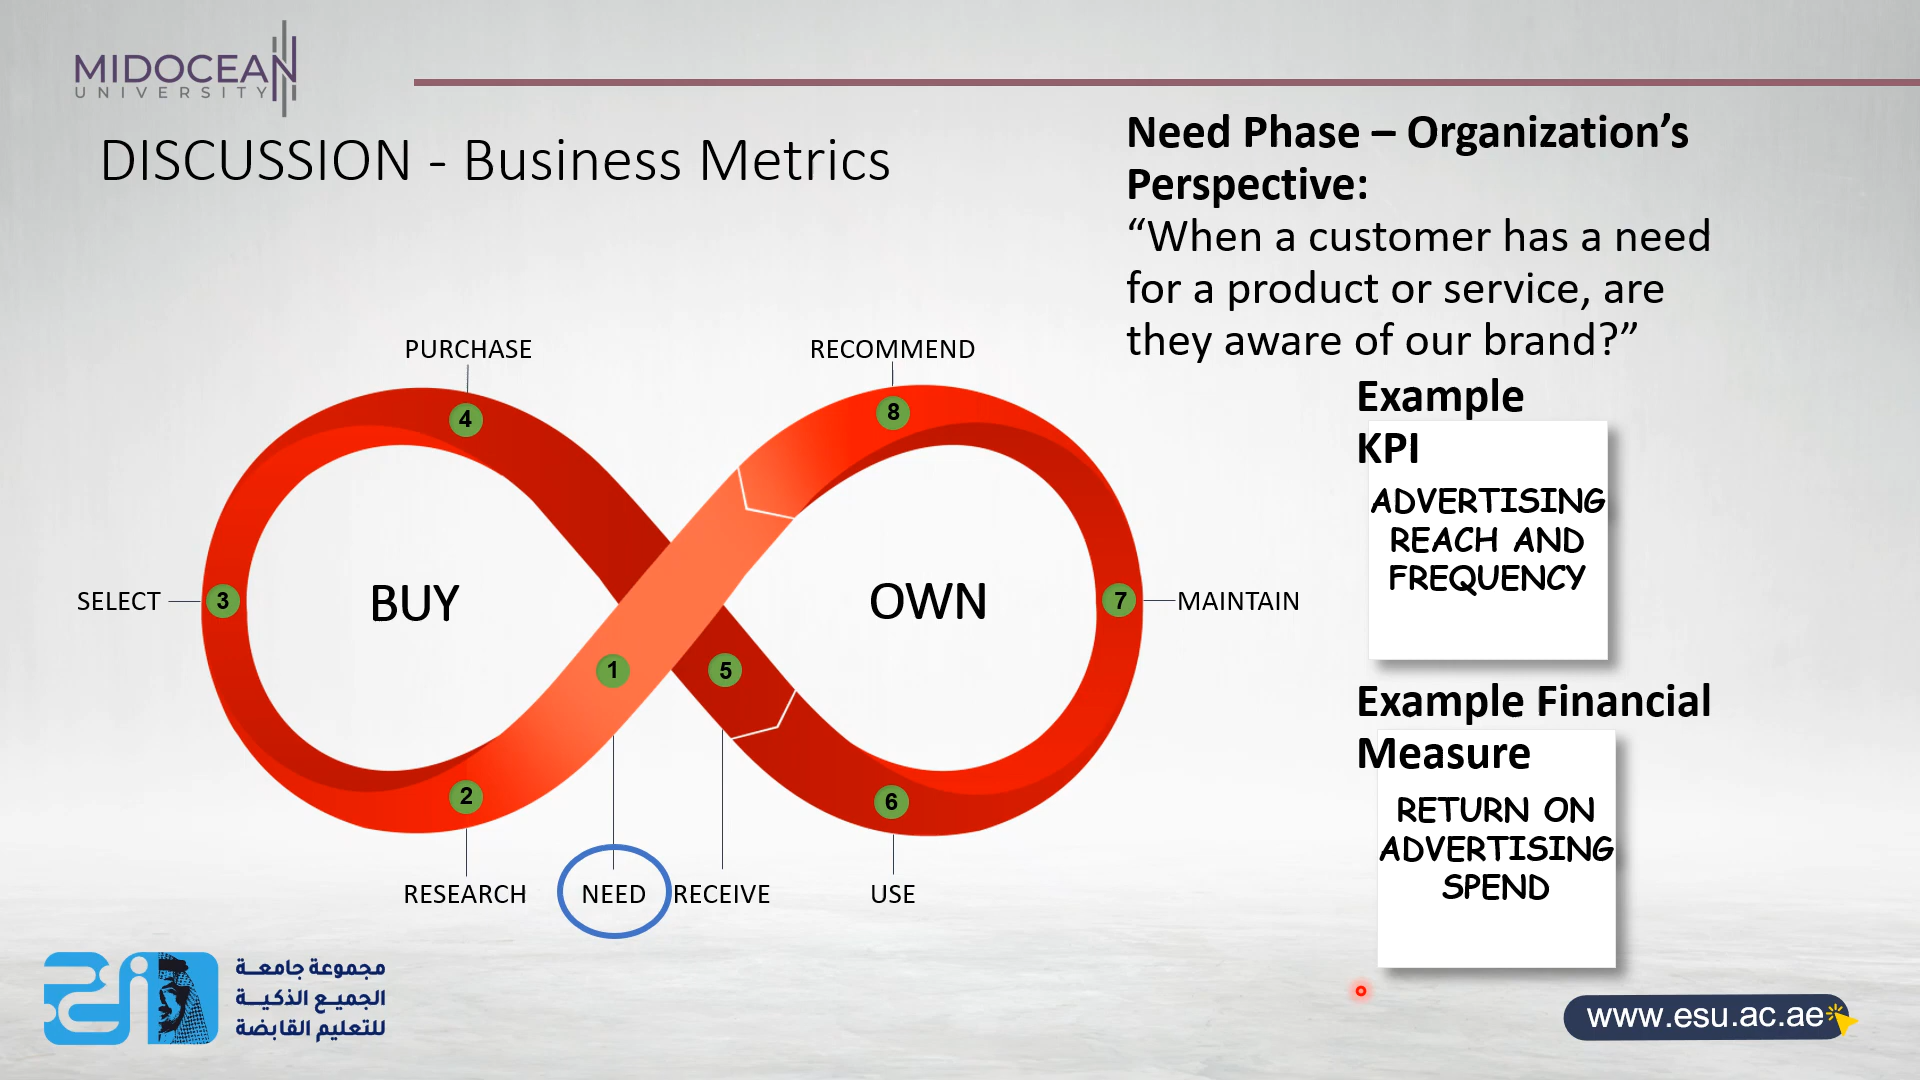 MIDOCEAN
UNIVERSITY
DISCUSSION - Business Metrics
Need Phase – Organization’s
Perspective:
“When a customer has a need
for a product or service, are
they aware of our brand?”
PURCHASE
RECOMMEND
4
8
SELECT
3
BUY
OWN
7
MAINTAIN
1
5
2
6
RESEARCH
NEED
RECEIVE
USE
Example
KPI
ADVERTISING
REACH AND
FREQUENCY
Example Financial
Measure
RETURN ON
ADVERTISING
SPEND
مجموعة جامعة
الجميع الذكية
للتعليم القابضة
www.esu.ac.ae